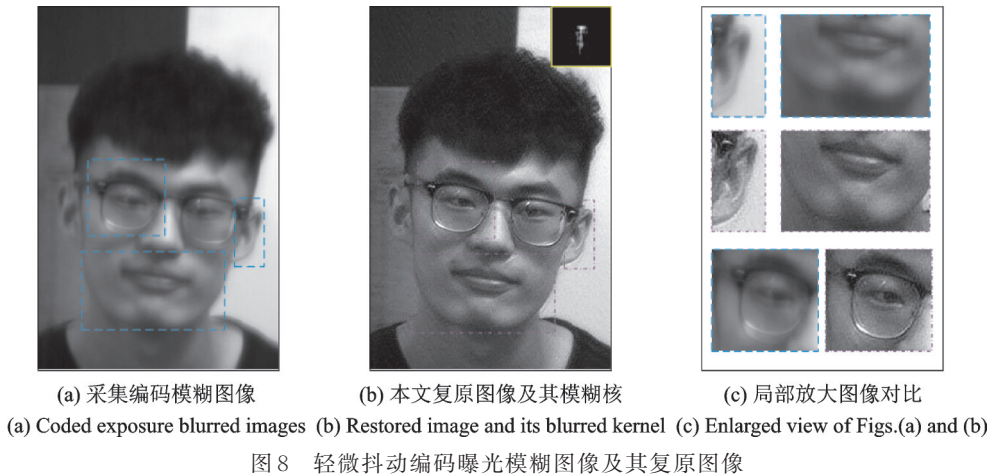 (a) 采集编码模糊图像 (b) 本文复原图像及其模糊核 (c) 局部放大图像对比
(a) Coded exposure blurred images (b) Restored image and its blurred kernel (c) Enlarged view of Figs.(a) and (b)
图8 轻微抖动编码曝光模糊图像及其复原图像